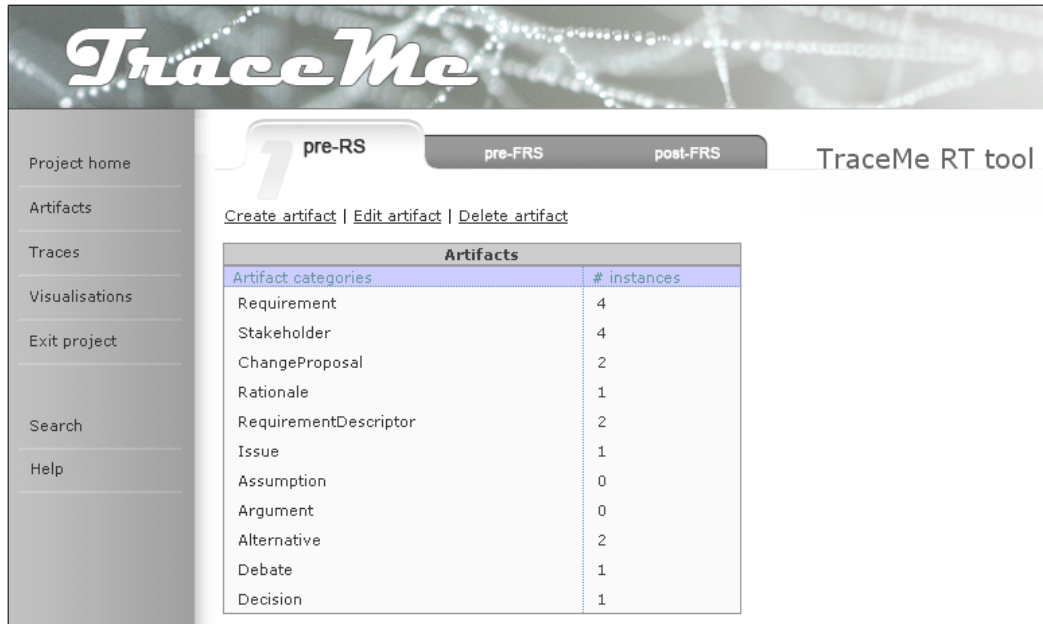 TraceMe
Project home
Artifacts
Traces
Visualisations
Exit project
Search
Help
1
pre-RS
pre-FRS
post-FRS
TraceMe RT tool
Create artifact | Edit artifact | Delete artifact
Artifacts
Artifact categories # instances
Requirement 4
Stakeholder 4
ChangeProposal 2
Rationale 1
RequirementDescriptor 2
Issue 1
Assumption 0
Argument 0
Alternative 2
Debate 1
Decision 1